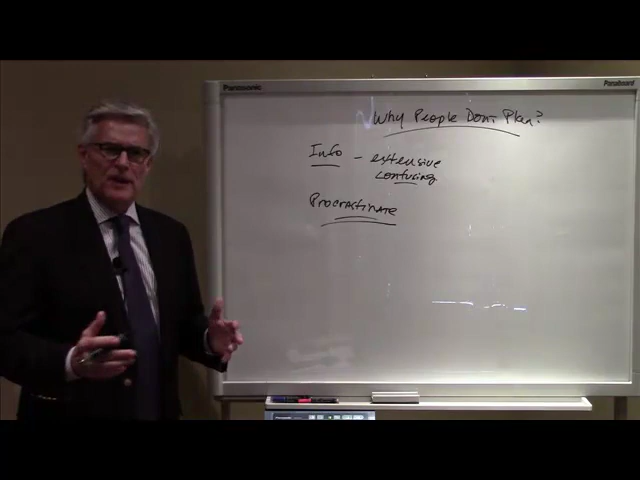 Panasonic
Panaboard
Why People Don't Plan?
Info - extensive
confusing
Procrastinate